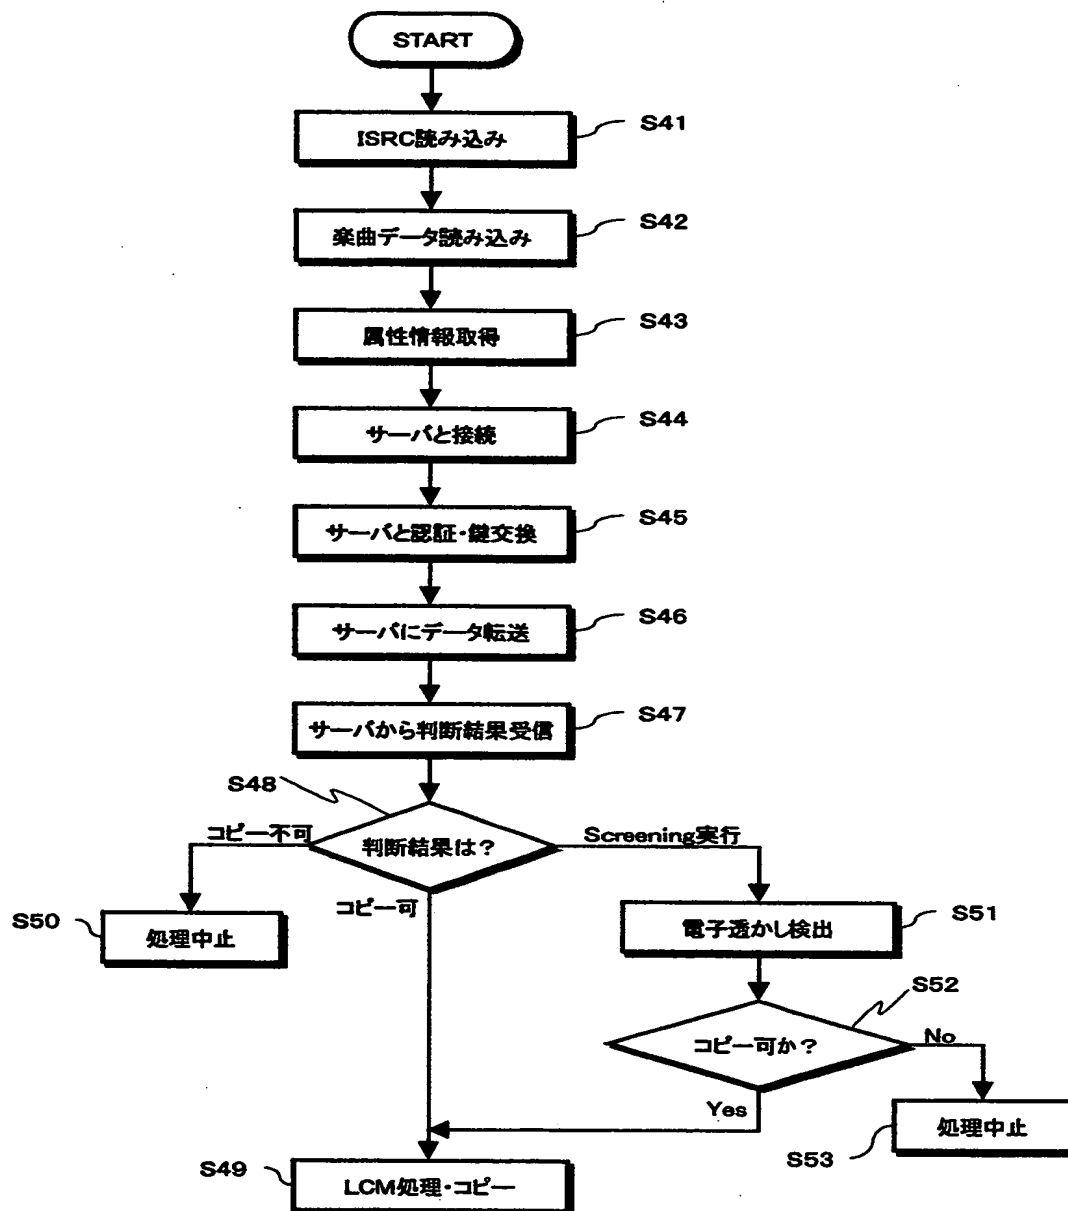 START
ISRC読み込み
S41
楽曲データ読み込み
S42
属性情報取得
S43
サーバと接続
S44
サーバと認証・鍵交換
S45
サーバにデータ転送
S46
サーバから判断結果受信
S47
S48
コピー不可
判断結果は？
Screening実行
コピー可
S50
処理中止
電子透かし検出
S51
S52
コピー可か？
No
Yes
処理中止
S53
S49
LCM処理・コピー